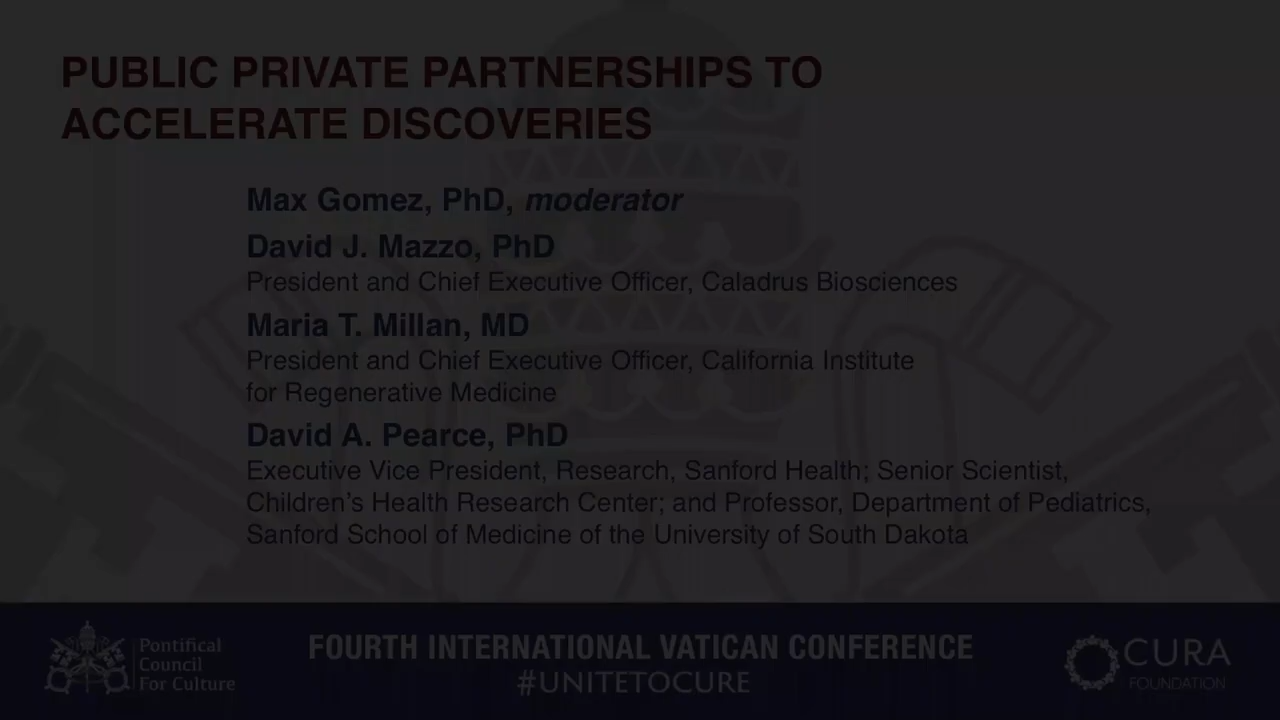 PUBLIC PRIVATE PARTNERSHIPS TO
ACCELERATE DISCOVERIES
Max Gomez, PhD, moderator
David J. Mazzo, PhD
President and Chief Executive Officer, Caladrus Biosciences
Maria T. Millan, MD
President and Chief Executive Officer, California Institute
for Regenerative Medicine
David A. Pearce, PhD
Executive Vice President, Research, Sanford Health; Senior Scientist,
Children's Health Research Center; and Professor, Department of Pediatrics,
Sanford School of Medicine of the University of South Dakota
Pontifical
Council
For Culture
FOURTH INTERNATIONAL VATICAN CONFERENCE
#UNITETOCURE
CURA
FOUNDATION